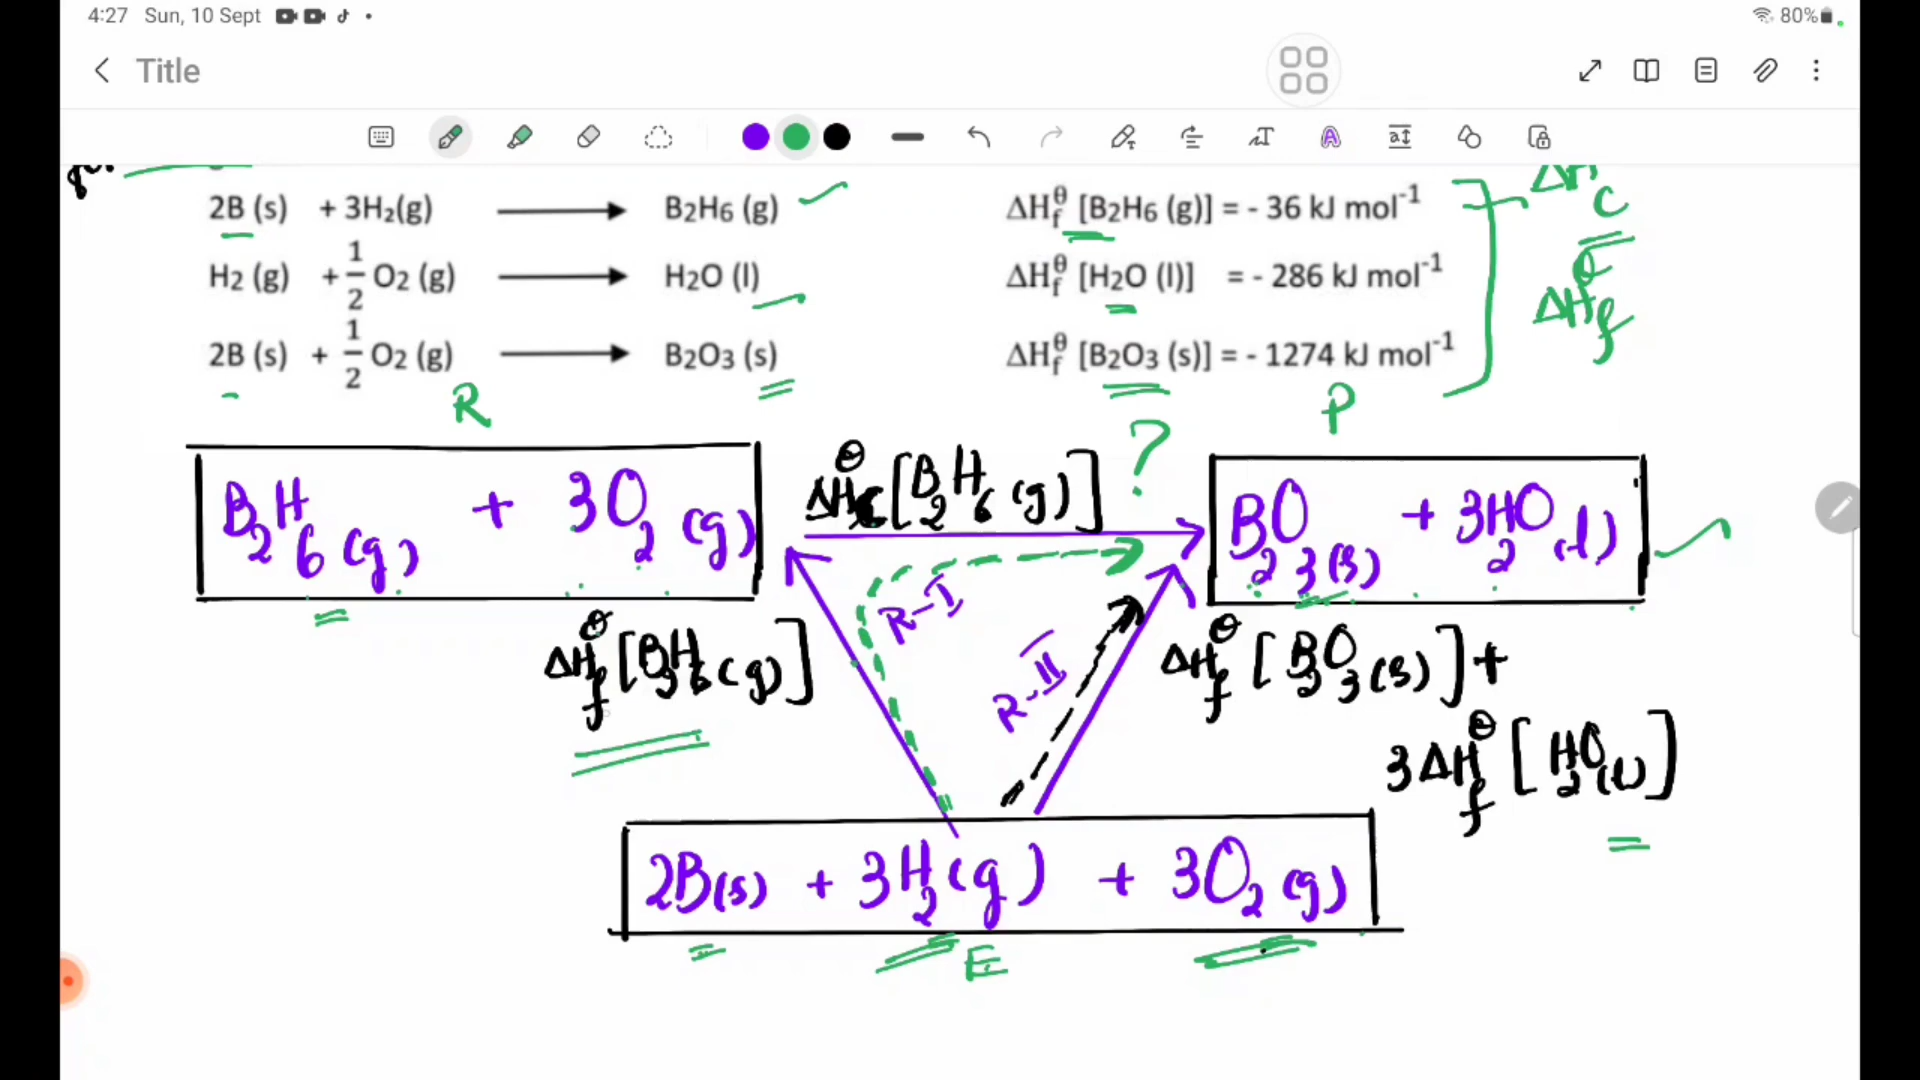 4:27 Sun, 10 Sept
80%
Title
2B (s) + 3H₂(g) ⟶ B2H6 (g) ΔHf^θ [B2H6 (g)] = - 36 kJ mol⁻¹
H2 (g) + 1/2 O2 (g) ⟶ H2O (l) ΔHf^θ [H2O (l)] = - 286 kJ mol⁻¹
2B (s) + 1/2 O2 (g) ⟶ B2O3 (s) ΔHf^θ [B2O3 (s)] = - 1274 kJ mol⁻¹
ΔHc
ΔHf^θ
R
P
B₂H₆(g) + 3O₂(g)
ΔHc^θ[B₂H₆(g)] ?
B₂O₃(s) + 3H₂O(l)
R-I
R-II
ΔHf^θ[B₂H₆(g)]
ΔHf^θ[B₂O₃(s)] +
3ΔHf^θ[H₂O(l)]
2B(s) + 3H₂(g) + 3O₂(g)
E